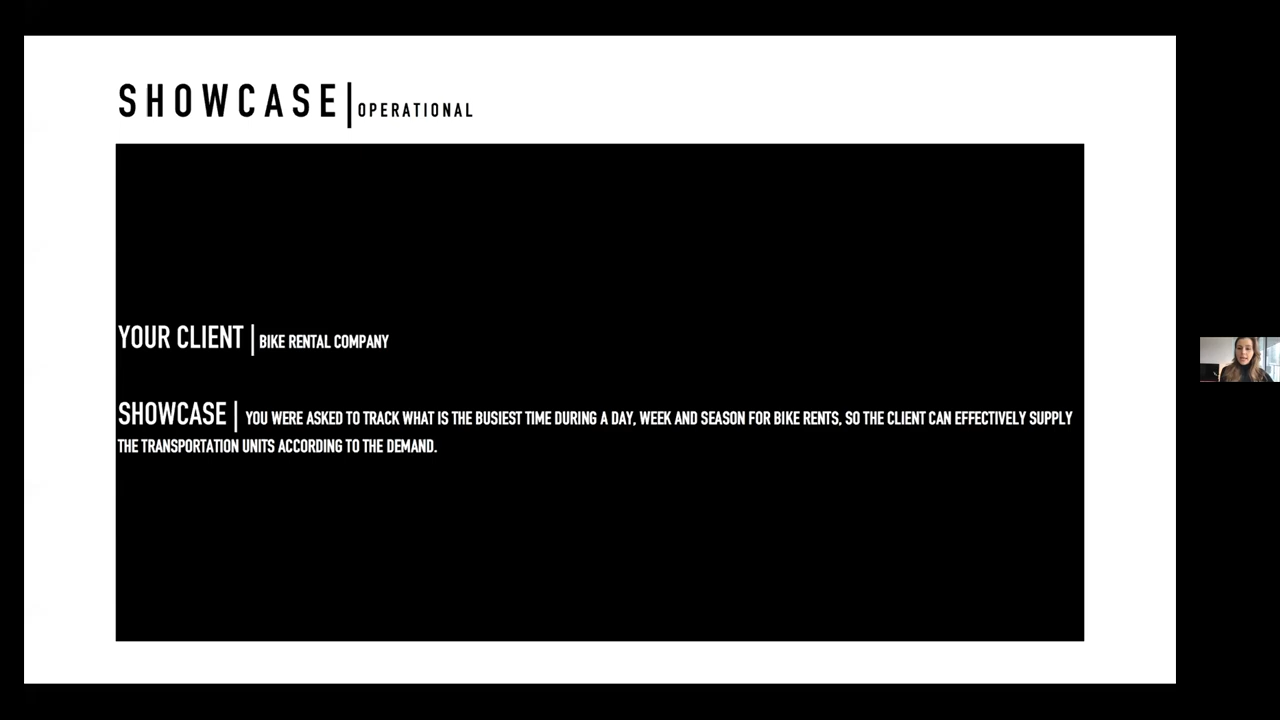 SHOWCASE | OPERATIONAL
YOUR CLIENT | BIKE RENTAL COMPANY
SHOWCASE | YOU WERE ASKED TO TRACK WHAT IS THE BUSIEST TIME DURING A DAY, WEEK AND SEASON FOR BIKE RENTS, SO THE CLIENT CAN EFFECTIVELY SUPPLY
THE TRANSPORTATION UNITS ACCORDING TO THE DEMAND.